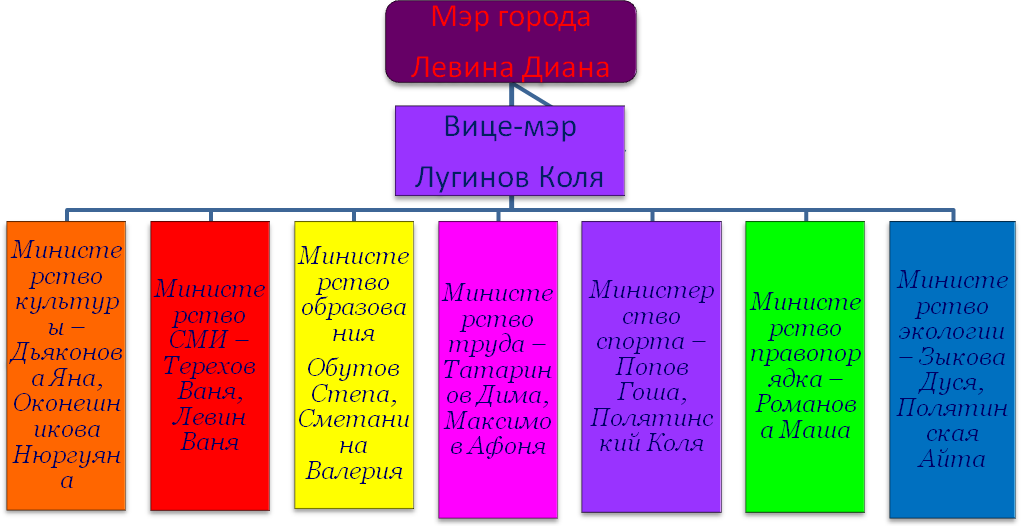 Мэр города
Левина Диана
Вице-мэр
Лугинов Коля
Министе
рство
культур
ы –
Дьяконов
а Яна,
Оконешн
икова
Нюргуян
а
Министе
рство
СМИ –
Терехов
Ваня,
Левин
Ваня
Министе
рство
образова
ния
Обутов
Степа,
Сметани
на
Валерия
Министе
рство
труда –
Татарин
ов Дима,
Максимо
в Афоня
Министер
ство
спорта –
Попов
Гоша,
Полятинс
кий Коля
Министе
рство
правопор
ядка –
Романов
а Маша
Министе
рство
экологии
– Зыкова
Дуся,
Полятин
ская
Айта